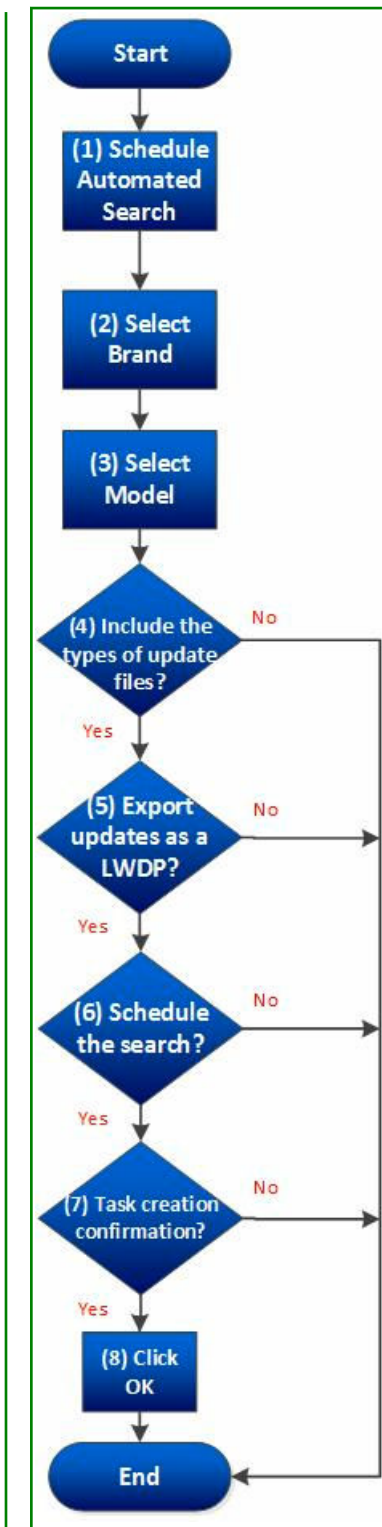 Start
(1) Schedule
Automated
Search
(2) Select
Brand
(3) Select
Model
(4) Include the
types of update
files?
No
Yes
(5) Export
updates as a
LWDP?
No
Yes
(6) Schedule
the search?
No
Yes
(7) Task creation
confirmation?
No
Yes
(8) Click
OK
End